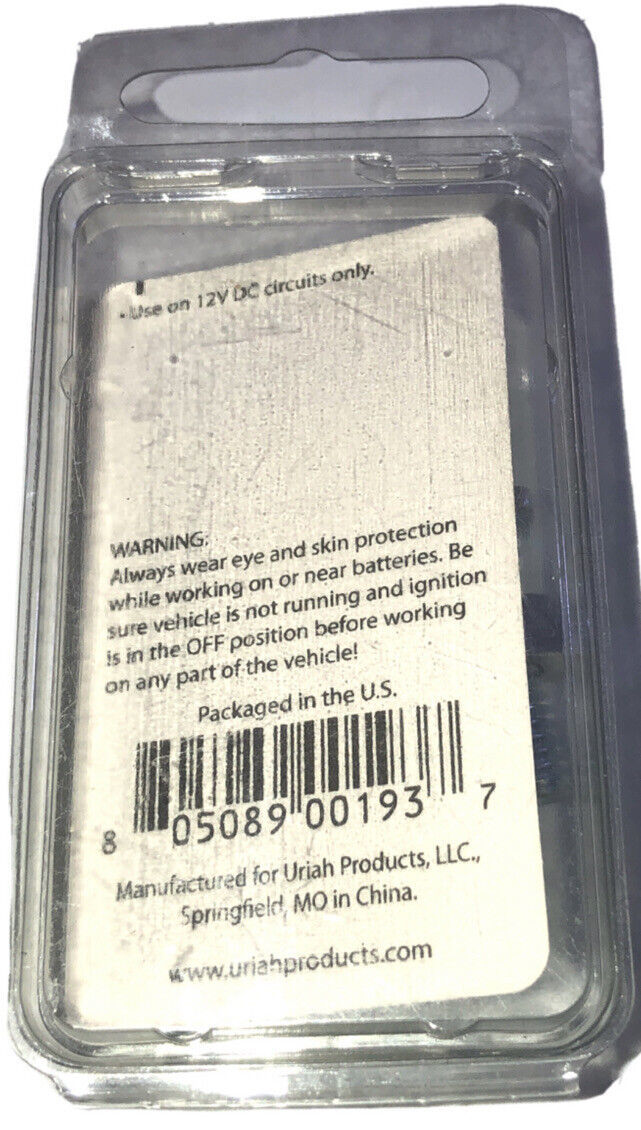 • Use on 12V DC circuits only.
WARNING:
Always wear eye and skin protection
while working on or near batteries. Be
sure vehicle is not running and ignition
is in the OFF position before working
on any part of the vehicle!
Packaged in the U.S.
8 05089 00193 7
Manufactured for Uriah Products, LLC.,
Springfield, MO in China.
www.uriahproducts.com